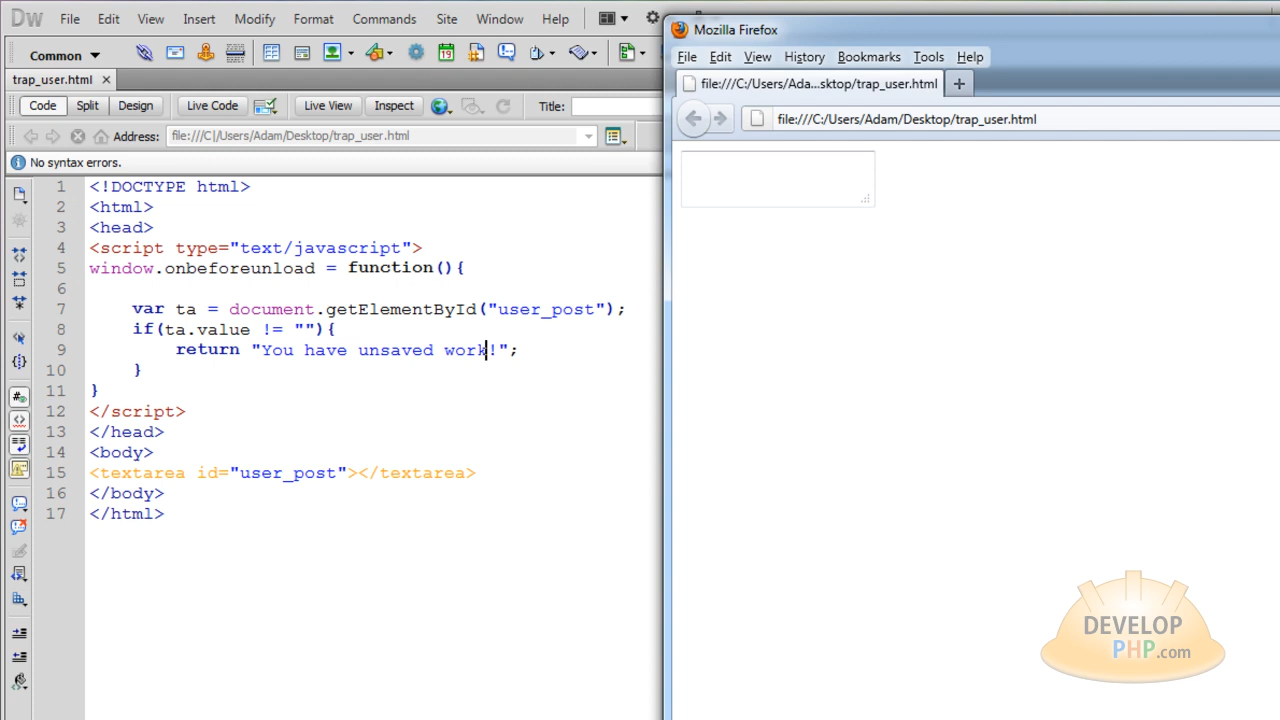 Dw File Edit View Insert Modify Format Commands Site Window Help
Common
trap_user.html ×
Code Split Design Live Code Live View Inspect Title:
Address: file:///C|/Users/Adam/Desktop/trap_user.html
No syntax errors.
1 <!DOCTYPE html>
2 <html>
3 <head>
4 <script type="text/javascript">
5 window.onbeforeunload = function(){
6
7 var ta = document.getElementById("user_post");
8 if(ta.value != ""){
9 return "You have unsaved work!";
10 }
11 }
12 </script>
13 </head>
14 <body>
15 <textarea id="user_post"></textarea>
16 </body>
17 </html>
Mozilla Firefox
File Edit View History Bookmarks Tools Help
file:///C:/Users/Ada...sktop/trap_user.html +
file:///C:/Users/Adam/Desktop/trap_user.html
DEVELOP
PHP.com